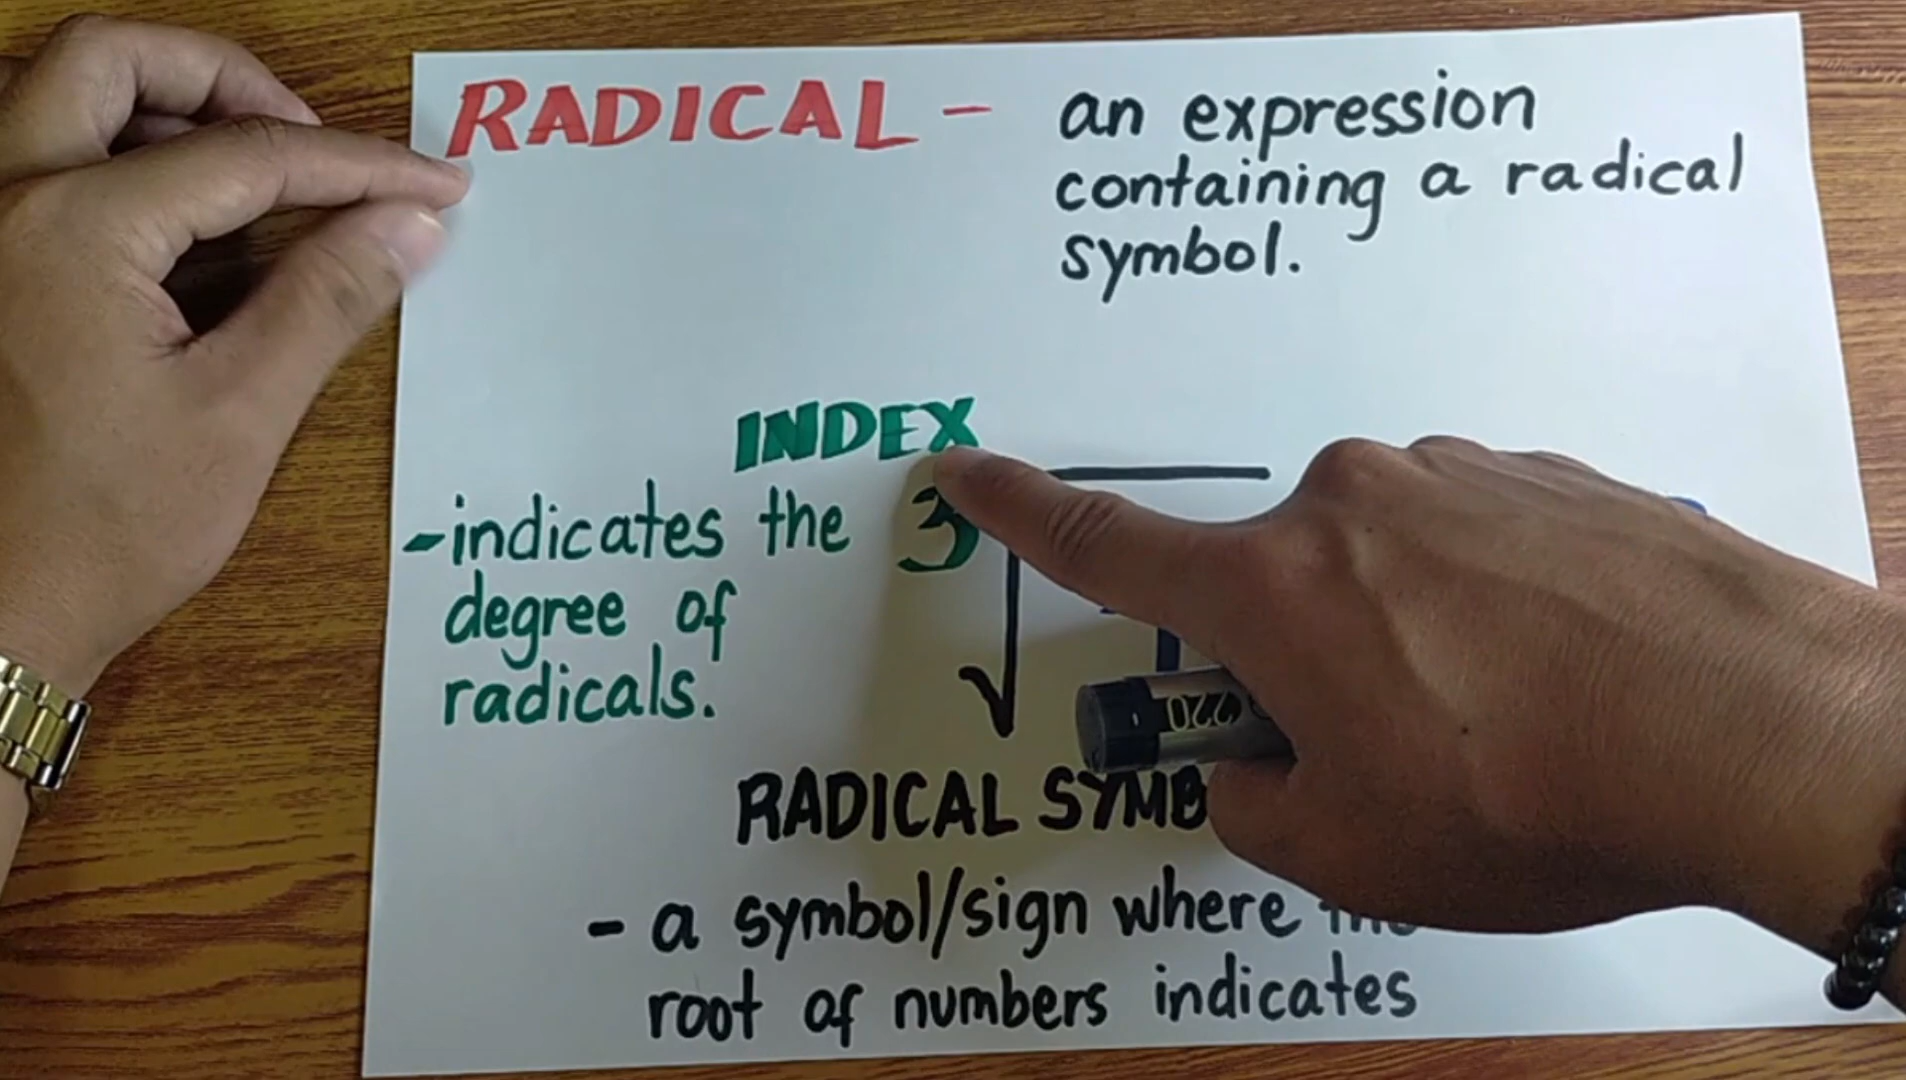 RADICAL - an expression
containing a radical
symbol.
INDEX
- indicates the 3
degree of
radicals.
220
RADICAL
- a symbol/sign where
root of numbers indicates